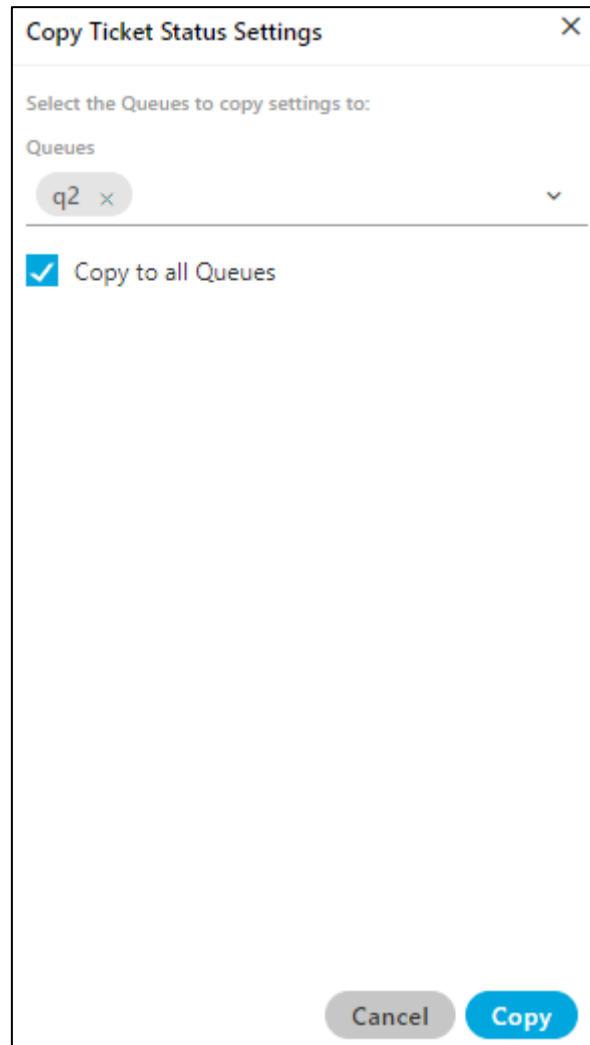 Copy Ticket Status Settings
Select the Queues to copy settings to:
Queues
q2
Copy to all Queues
Cancel Copy